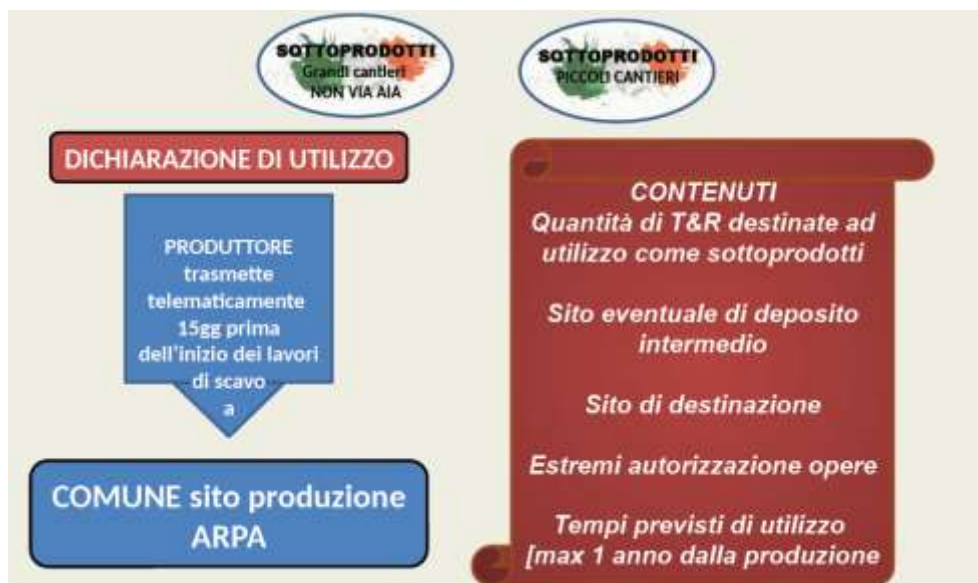 SOTTOPRODOTTI
Grandi cantieri
NON VIA AIA
SOTTOPRODOTTI
PICCOLI CANTIERI
DICHIARAZIONE DI UTILIZZO
PRODUTTORE
trasmette
telematicamente
15gg prima
dell'inizio dei lavori
di scavo
a
COMUNE sito produzione
ARPA
CONTENUTI
Quantità di T&R destinate ad
utilizzo come sottoprodotti
Sito eventuale di deposito
intermedio
Sito di destinazione
Estremi autorizzazione opere
Tempi previsti di utilizzo
[max 1 anno dalla produzione